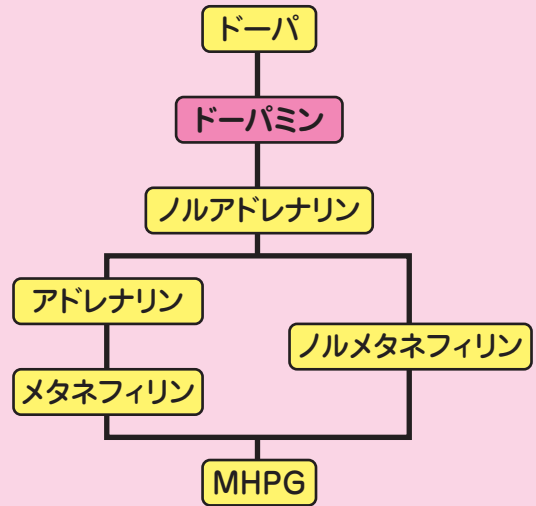 ドーパ
ドーパミン
ノルアドレナリン
アドレナリン
ノルメタネフィリン
メタネフィリン
MHPG